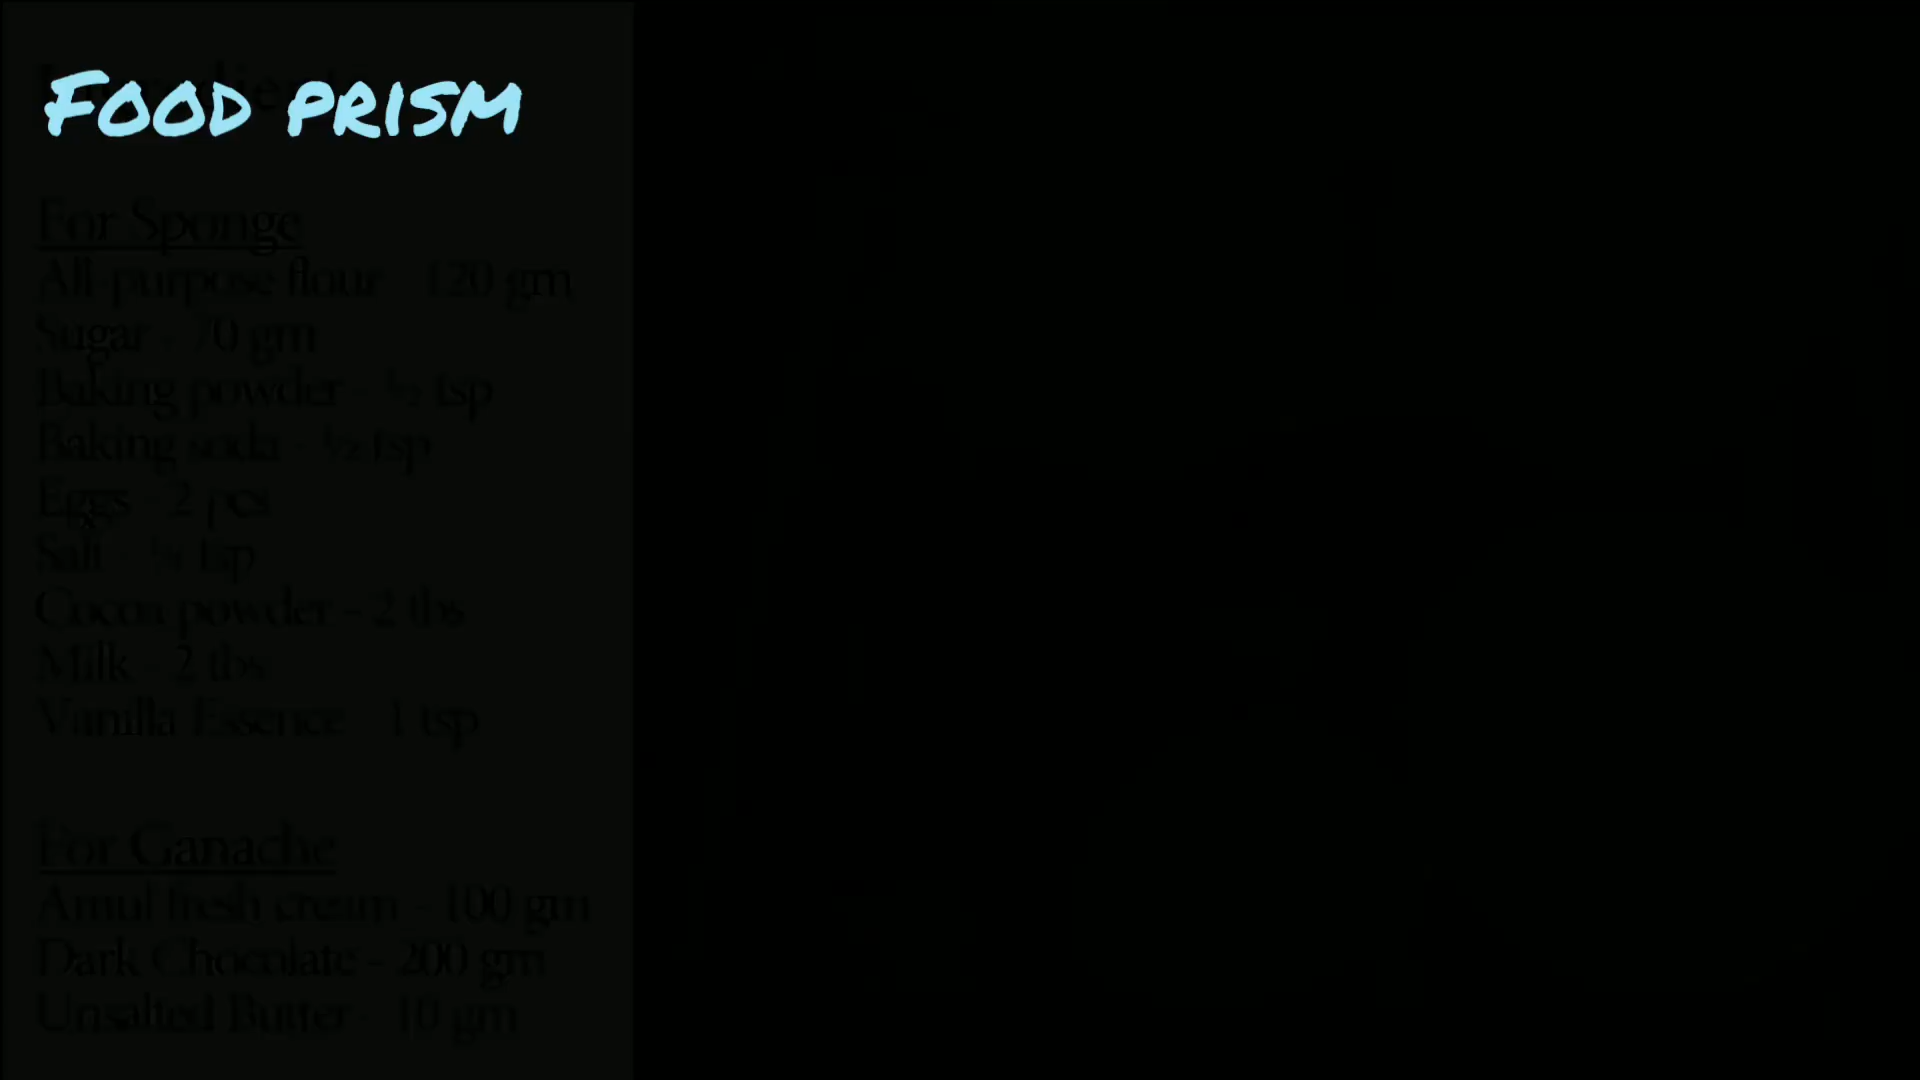 Food prism
Ingredients
For Sponge
All-purpose flour - 120 gm
Sugar - 70 gm
Baking powder - ½ tsp
Baking soda - ½ tsp
Eggs - 2 pcs
Salt - tsp
Cocoa powder - 2 tbs
Milk - 2 tbs
Vanilla Essence - 1 tsp
For Ganache
Amul fresh cream - 100 gm
Dark Chocolate - 200 gm
Unsalted Butter - 10 gm